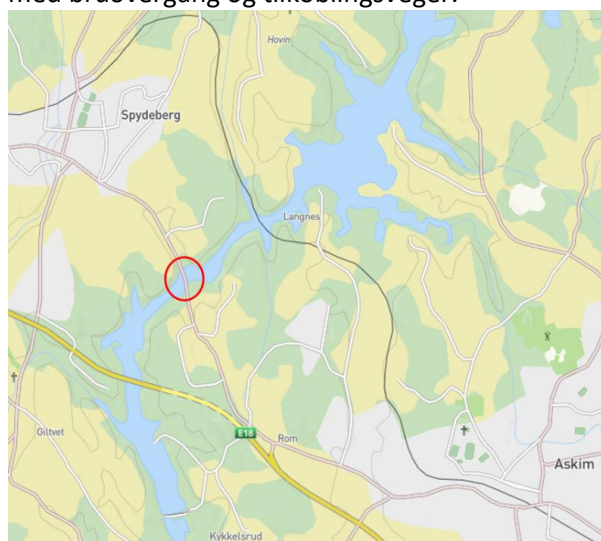 med bruovergang og tilkoblingsveger.
Hovin
Spydeberg
Langnes
E18
Giltvet
Rom
Askim
Kykkelsrud